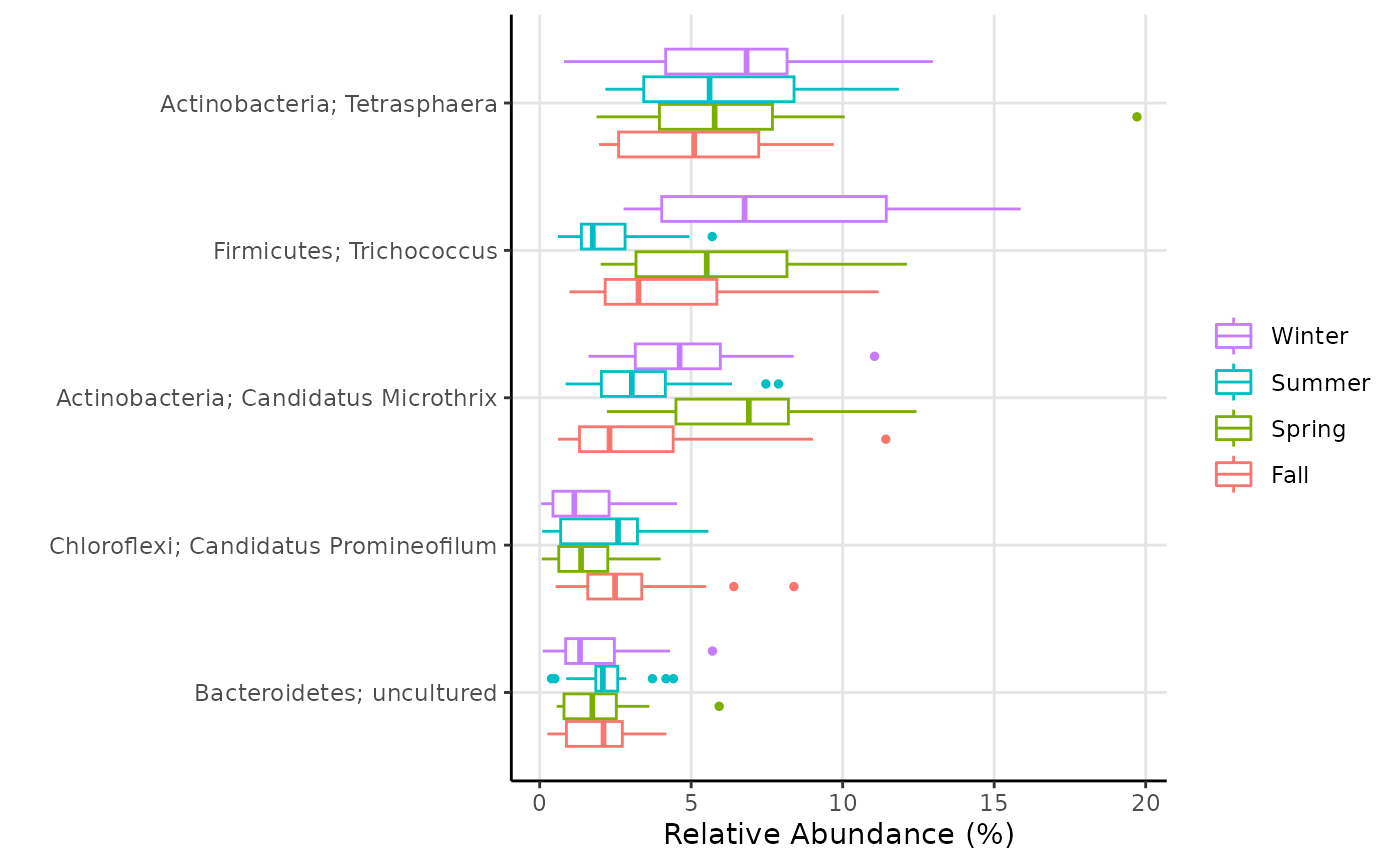 Actinobacteria; Tetrasphaera
Firmicutes; Trichococcus
Actinobacteria; Candidatus Microthrix
Chloroflexi; Candidatus Promineofilum
Bacteroidetes; uncultured
0 5 10 15 20
Relative Abundance (%)
Winter
Summer
Spring
Fall